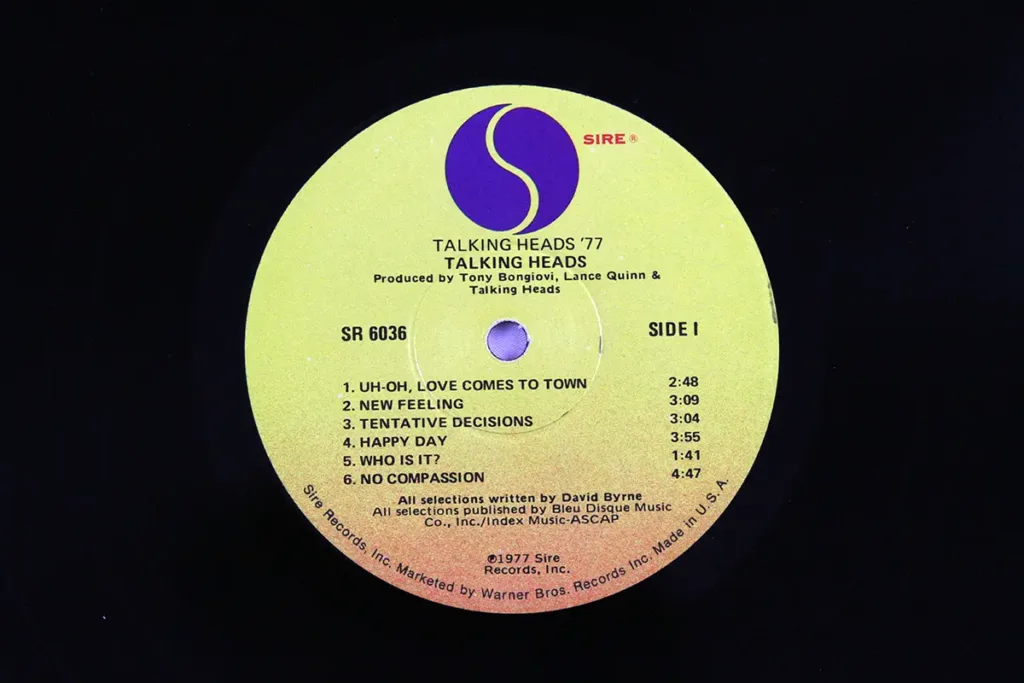 SIRE ®
TALKING HEADS '77
TALKING HEADS
Produced by Tony Bongiovi, Lance Quinn &
Talking Heads
SR 6036
SIDE I
1. UH-OH, LOVE COMES TO TOWN 2:48
2. NEW FEELING 3:09
3. TENTATIVE DECISIONS 3:04
4. HAPPY DAY 3:55
5. WHO IS IT? 1:41
6. NO COMPASSION 4:47
All selections written by David Byrne
All selections published by Bleu Disque Music
Co., Inc./Index Music-ASCAP
℗1977 Sire
Records, Inc.
Sire Records, Inc. Marketed by Warner Bros. Records Inc. Made in U. S. A.